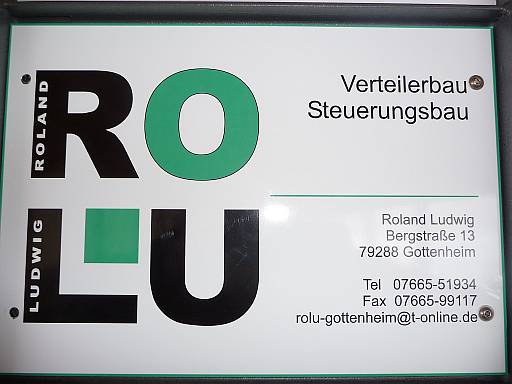 ROLAND
RO
LUDWIG
LU
Verteilerbau
Steuerungsbau
Roland Ludwig
Bergstraße 13
79288 Gottenheim
Tel 07665-51934
Fax 07665-99117
rolu-gottenheim@t-online.de